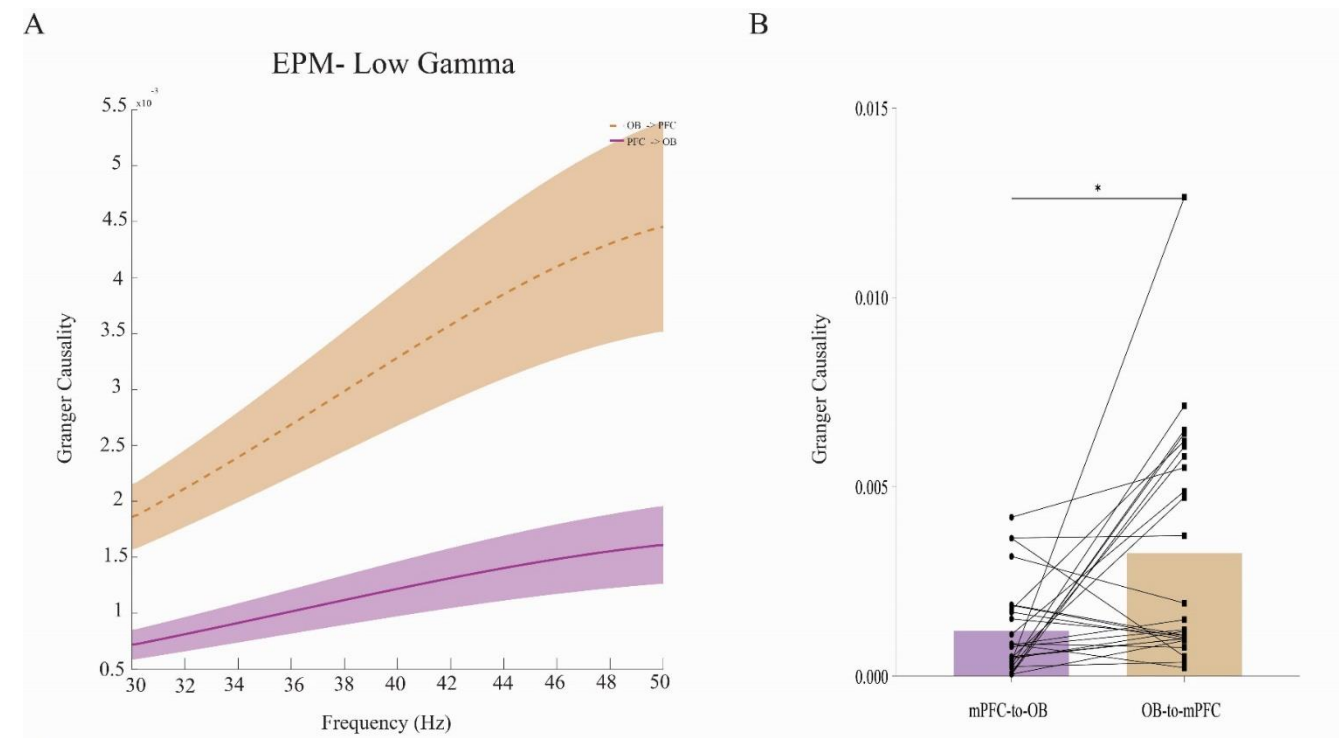 A
B
EPM- Low Gamma
5.5 x10 -3
5
4.5
4
3.5
3
2.5
2
1.5
1
0.5
Granger Causality
OB -> PFC
PFC -> OB
30 32 34 36 38 40 42 44 46 48 50
Frequency (Hz)
0.015
0.010
0.005
0.000
Granger Causality
*
mPFC-to-OB OB-to-mPFC